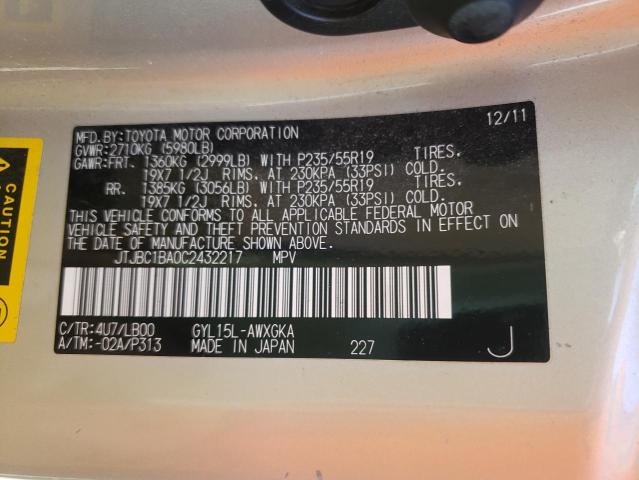 12/11
MFD.BY:TOYOTA MOTOR CORPORATION
GVWR:2710KG (5980LB)
GAWR:FRT. 1360KG (2999LB) WITH P235/55R19 TIRES.
19X7 1/2J RIMS. AT 230KPA (33PSI) COLD.
RR. 1385KG (3056LB) WITH P235/55R19 TIRES.
19X7 1/2J RIMS. AT 230KPA (33PSI) COLD.
THIS VEHICLE CONFORMS TO ALL APPLICABLE FEDERAL MOTOR
VEHICLE SAFETY AND THEFT PREVENTION STANDARDS IN EFFECT ON
THE DATE OF MANUFACTURE SHOWN ABOVE.
JTJBC1BA0C2432217 MPV
C/TR:4U7/LB00 GYL15L-AWXGKA
A/TM:-02A/P313 MADE IN JAPAN 227 J
CAUTION